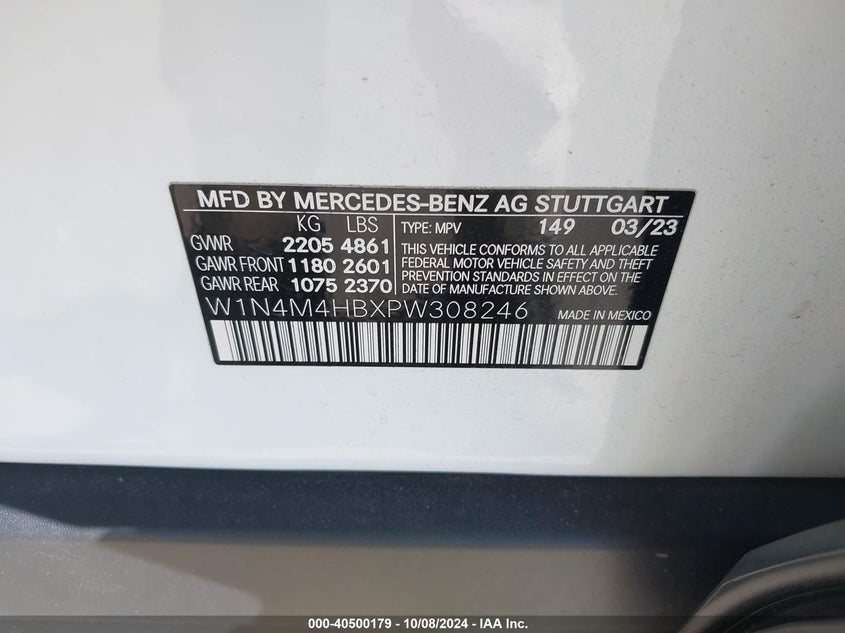 MFD BY MERCEDES-BENZ AG STUTTGART
KG LBS
GVWR 2205 4861
GAWR FRONT 1180 2601
GAWR REAR 1075 2370
TYPE: MPV 149 03/23
THIS VEHICLE CONFORMS TO ALL APPLICABLE
FEDERAL MOTOR VEHICLE SAFETY AND THEFT
PREVENTION STANDARDS IN EFFECT ON THE
DATE OF MANUFACTURE SHOWN ABOVE.
W1N4M4HBXPW308246
MADE IN MEXICO
000-40500179 - 10/08/2024 - IAA Inc.